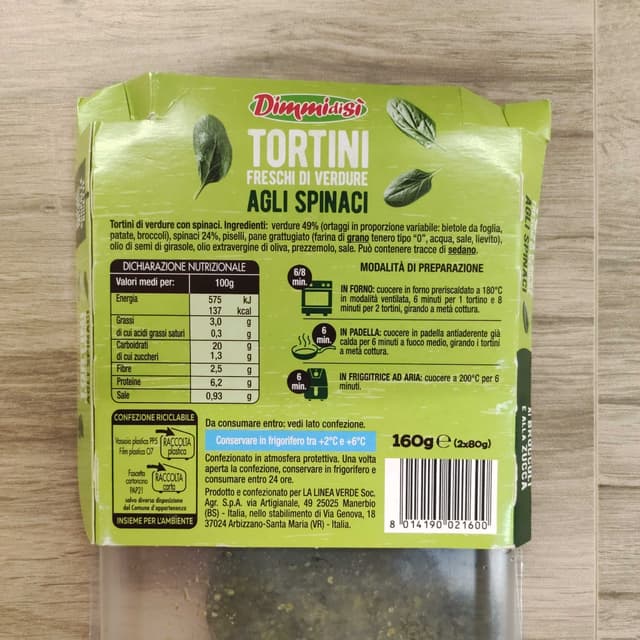 Dimmidisì
TORTINI
FRESCHI DI VERDURE
AGLI SPINACI
Tortini di verdure con spinaci. Ingredienti: verdure 49% (ortaggi in proporzione variabile: bietole da foglia,
patate, broccoli), spinaci 24%, piselli, pane grattugiato (farina di grano tenero tipo "0", acqua, sale, lievito),
olio di semi di girasole, olio extravergine di oliva, prezzemolo, sale. Può contenere tracce di sedano.
DICHIARAZIONE NUTRIZIONALE
Valori medi per: 100g
Energia 575 kJ
137 kcal
Grassi 3,0 g
di cui acidi grassi saturi 0,3 g
Carboidrati 20 g
di cui zuccheri 1,3 g
Fibre 2,5 g
Proteine 6,2 g
Sale 0,93 g
MODALITÀ DI PREPARAZIONE
6/8 min.
IN FORNO: cuocere in forno preriscaldato a 180°C
in modalità ventilata, 6 minuti per 1 tortino e 8
minuti per 2 tortini, girando a metà cottura.
6 min.
IN PADELLA: cuocere in padella antiaderente già
calda per 6 minuti a fuoco medio, girando i tortini
a metà cottura.
6 min.
IN FRIGGITRICE AD ARIA: cuocere a 200°C per 6
minuti.
CONFEZIONE RICICLABILE
Vassoio plastica PP5
Film plastica O7
RACCOLTA
plastica
Fascetta
cartoncino
PAP21
RACCOLTA
carta
salvo diversa disposizione
del Comune d'appartenenza
INSIEME PER L'AMBIENTE
Da consumare entro: vedi lato confezione.
Conservare in frigorifero tra +2°C e +6°C
Confezionato in atmosfera protettiva. Una volta
aperta la confezione, conservare in frigorifero e
consumare entro 24 ore.
Prodotto e confezionato per LA LINEA VERDE Soc.
Agr. S.p.A. via Artigianale, 49 25025 Manerbio
(BS) - Italia, nello stabilimento di Via Genova, 18
37024 Arbizzano-Santa Maria (VR) - Italia.
160g e (2x80g)
8 014190 021600
AGLI SPINACI
AGLI SPINACI
E ALLA ZUCCA